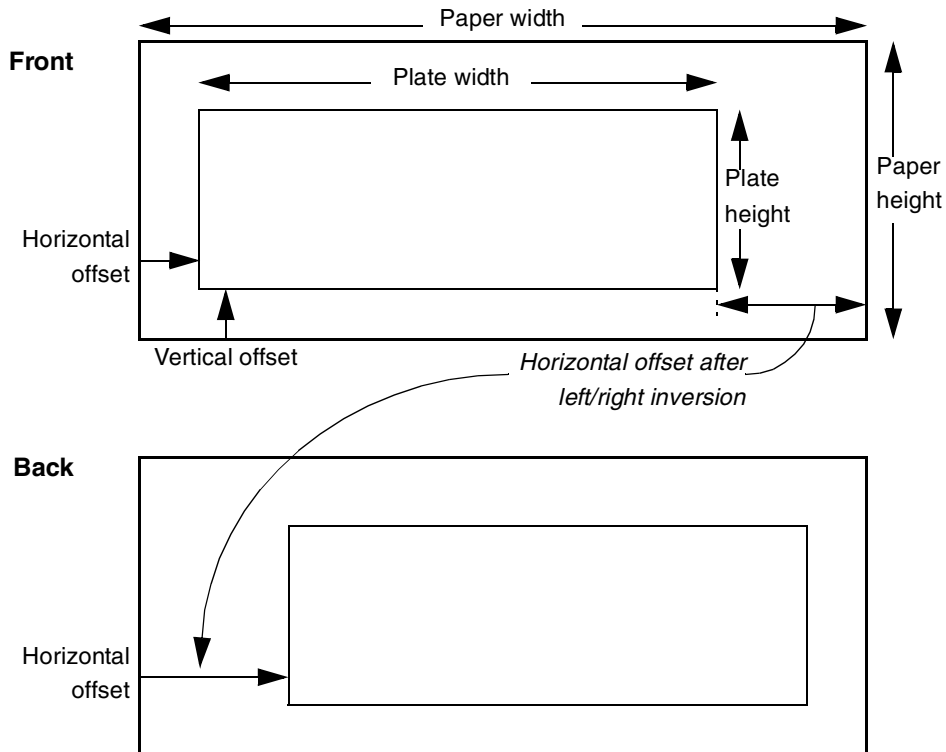 Paper width
Front
Plate width
Plate
height
Paper
height
Horizontal
offset
Vertical offset
Horizontal offset after
left/right inversion
Back
Horizontal
offset